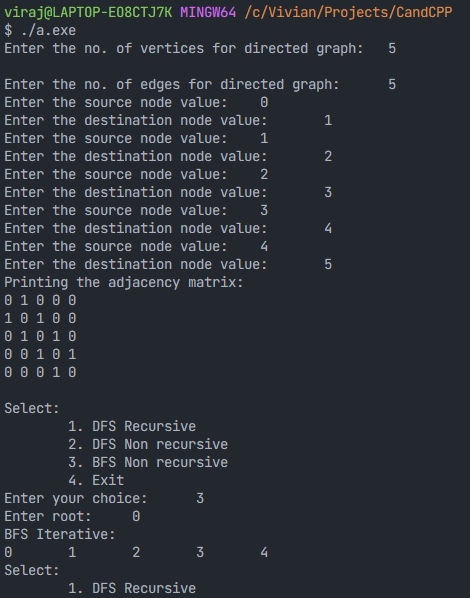 viraj@LAPTOP-EO8CTJ7K MINGW64 /c/Vivian/Projects/CandCPP
$ ./a.exe
Enter the no. of vertices for directed graph:   5
Enter the no. of edges for directed graph:      5
Enter the source node value:    0
Enter the destination node value:       1
Enter the source node value:    1
Enter the destination node value:       2
Enter the source node value:    2
Enter the destination node value:       3
Enter the source node value:    3
Enter the destination node value:       4
Enter the source node value:    4
Enter the destination node value:       5
Printing the adjacency matrix:
0 1 0 0 0
1 0 1 0 0
0 1 0 1 0
0 0 1 0 1
0 0 0 1 0
Select:
        1. DFS Recursive
        2. DFS Non recursive
        3. BFS Non recursive
        4. Exit
Enter your choice:      3
Enter root:     0
BFS Iterative:
0       1       2       3       4
Select:
        1. DFS Recursive